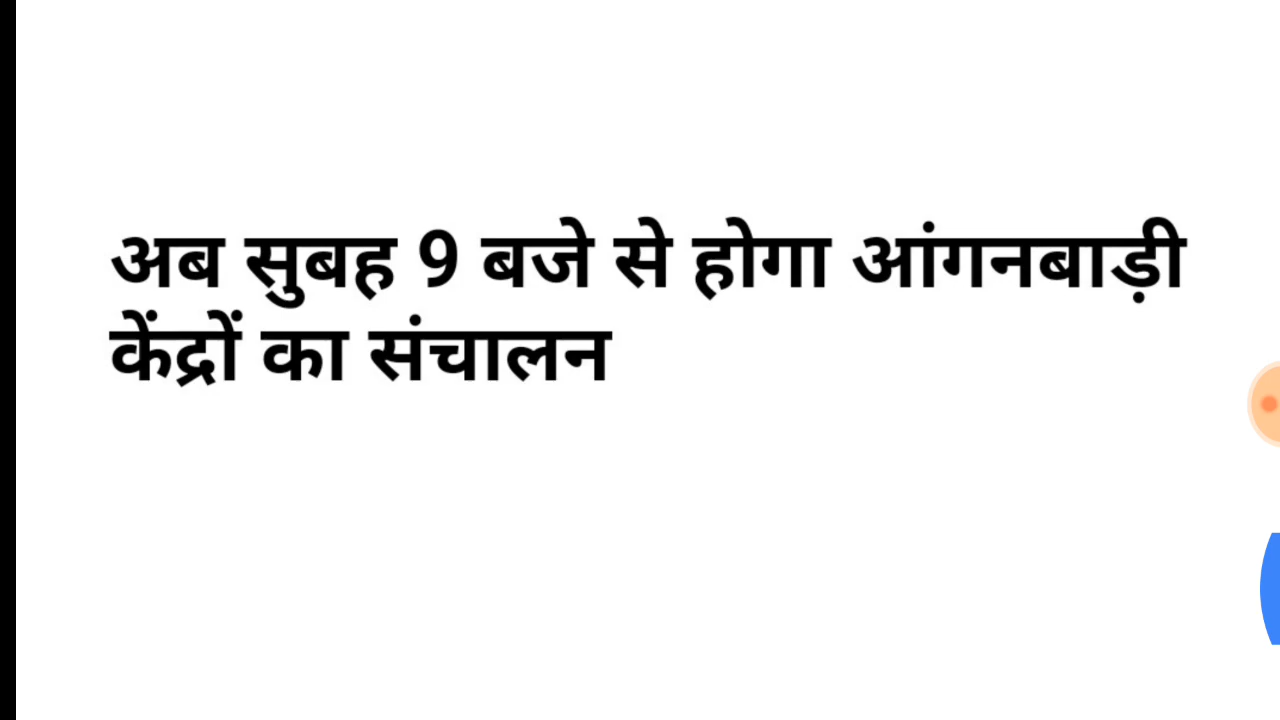 अब सुबह 9 बजे से होगा आंगनबाड़ी
केंद्रों का संचालन